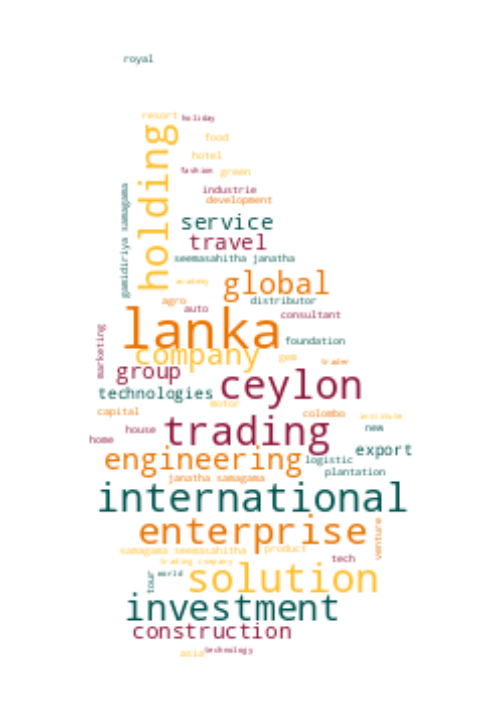 royal
resort holiday
food
hotel
fashion green
holding
industrie
development
gamidiriya samagama
service
travel
seemasahitha janatha
academy
global
agro
distributor
auto
consultant
lanka
marketing
foundation
company
gem
trader
group
ceylon
technologies
motor
capital
colombo
institute
house
trading
new
home
export
engineering
logistic
plantation
janatha samagama
international
enterprise
venture
samagama seemasahitha
product
tech
trading company
tour
world
solution
investment
construction
asia technology